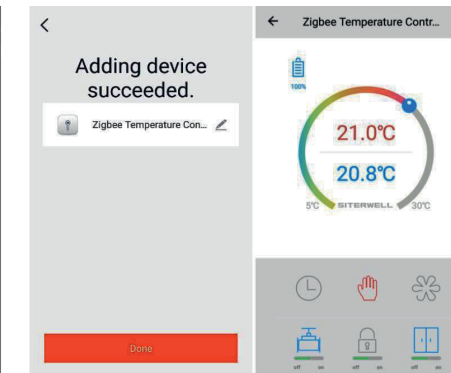 Adding device
succeeded.
Zigbee Temperature Con...
Done
Zigbee Temperature Contr...
100%
21.0℃
20.8℃
5℃ SITERWELL 30℃
off on off on off on